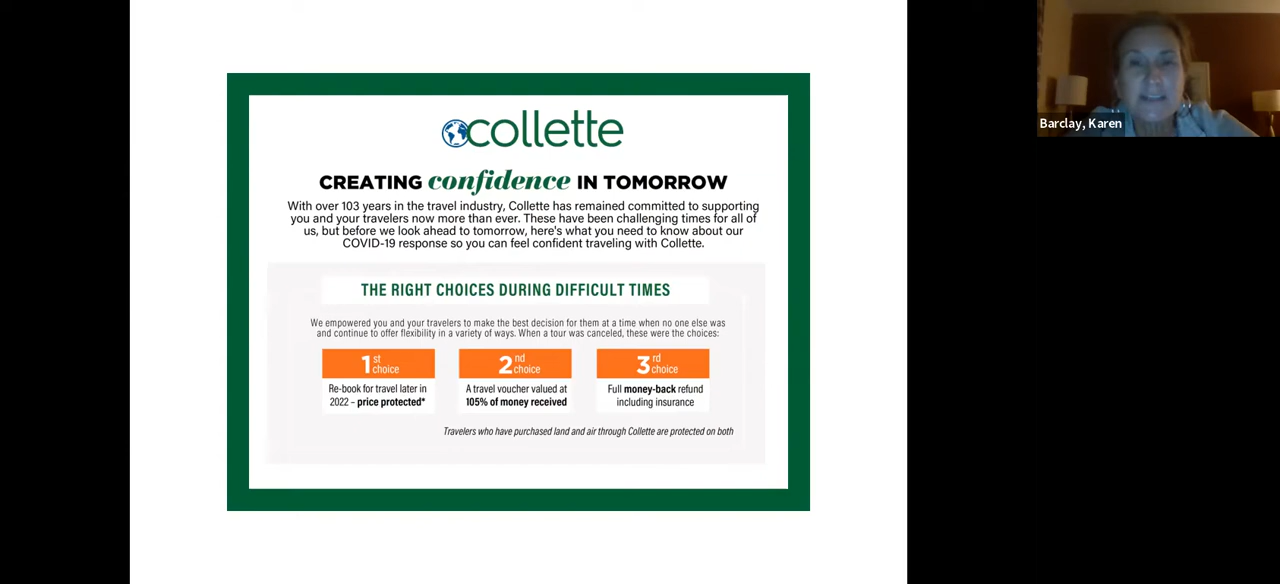 collette
CREATING confidence IN TOMORROW
With over 103 years in the travel industry, Collette has remained committed to supporting
you and your travelers now more than ever. These have been challenging times for all of
us, but before we look ahead to tomorrow, here's what you need to know about our
COVID-19 response so you can feel confident traveling with Collette.
THE RIGHT CHOICES DURING DIFFICULT TIMES
We empowered you and your travelers to make the best decision for them at a time when no one else was
and continue to offer flexibility in a variety of ways. When a tour was canceled, these were the choices:
1st choice
Re-book for travel later in
2022 – price protected*
2nd choice
A travel voucher valued at
105% of money received
3rd choice
Full money-back refund
including insurance
Travelers who have purchased land and air through Collette are protected on both
Barclay, Karen